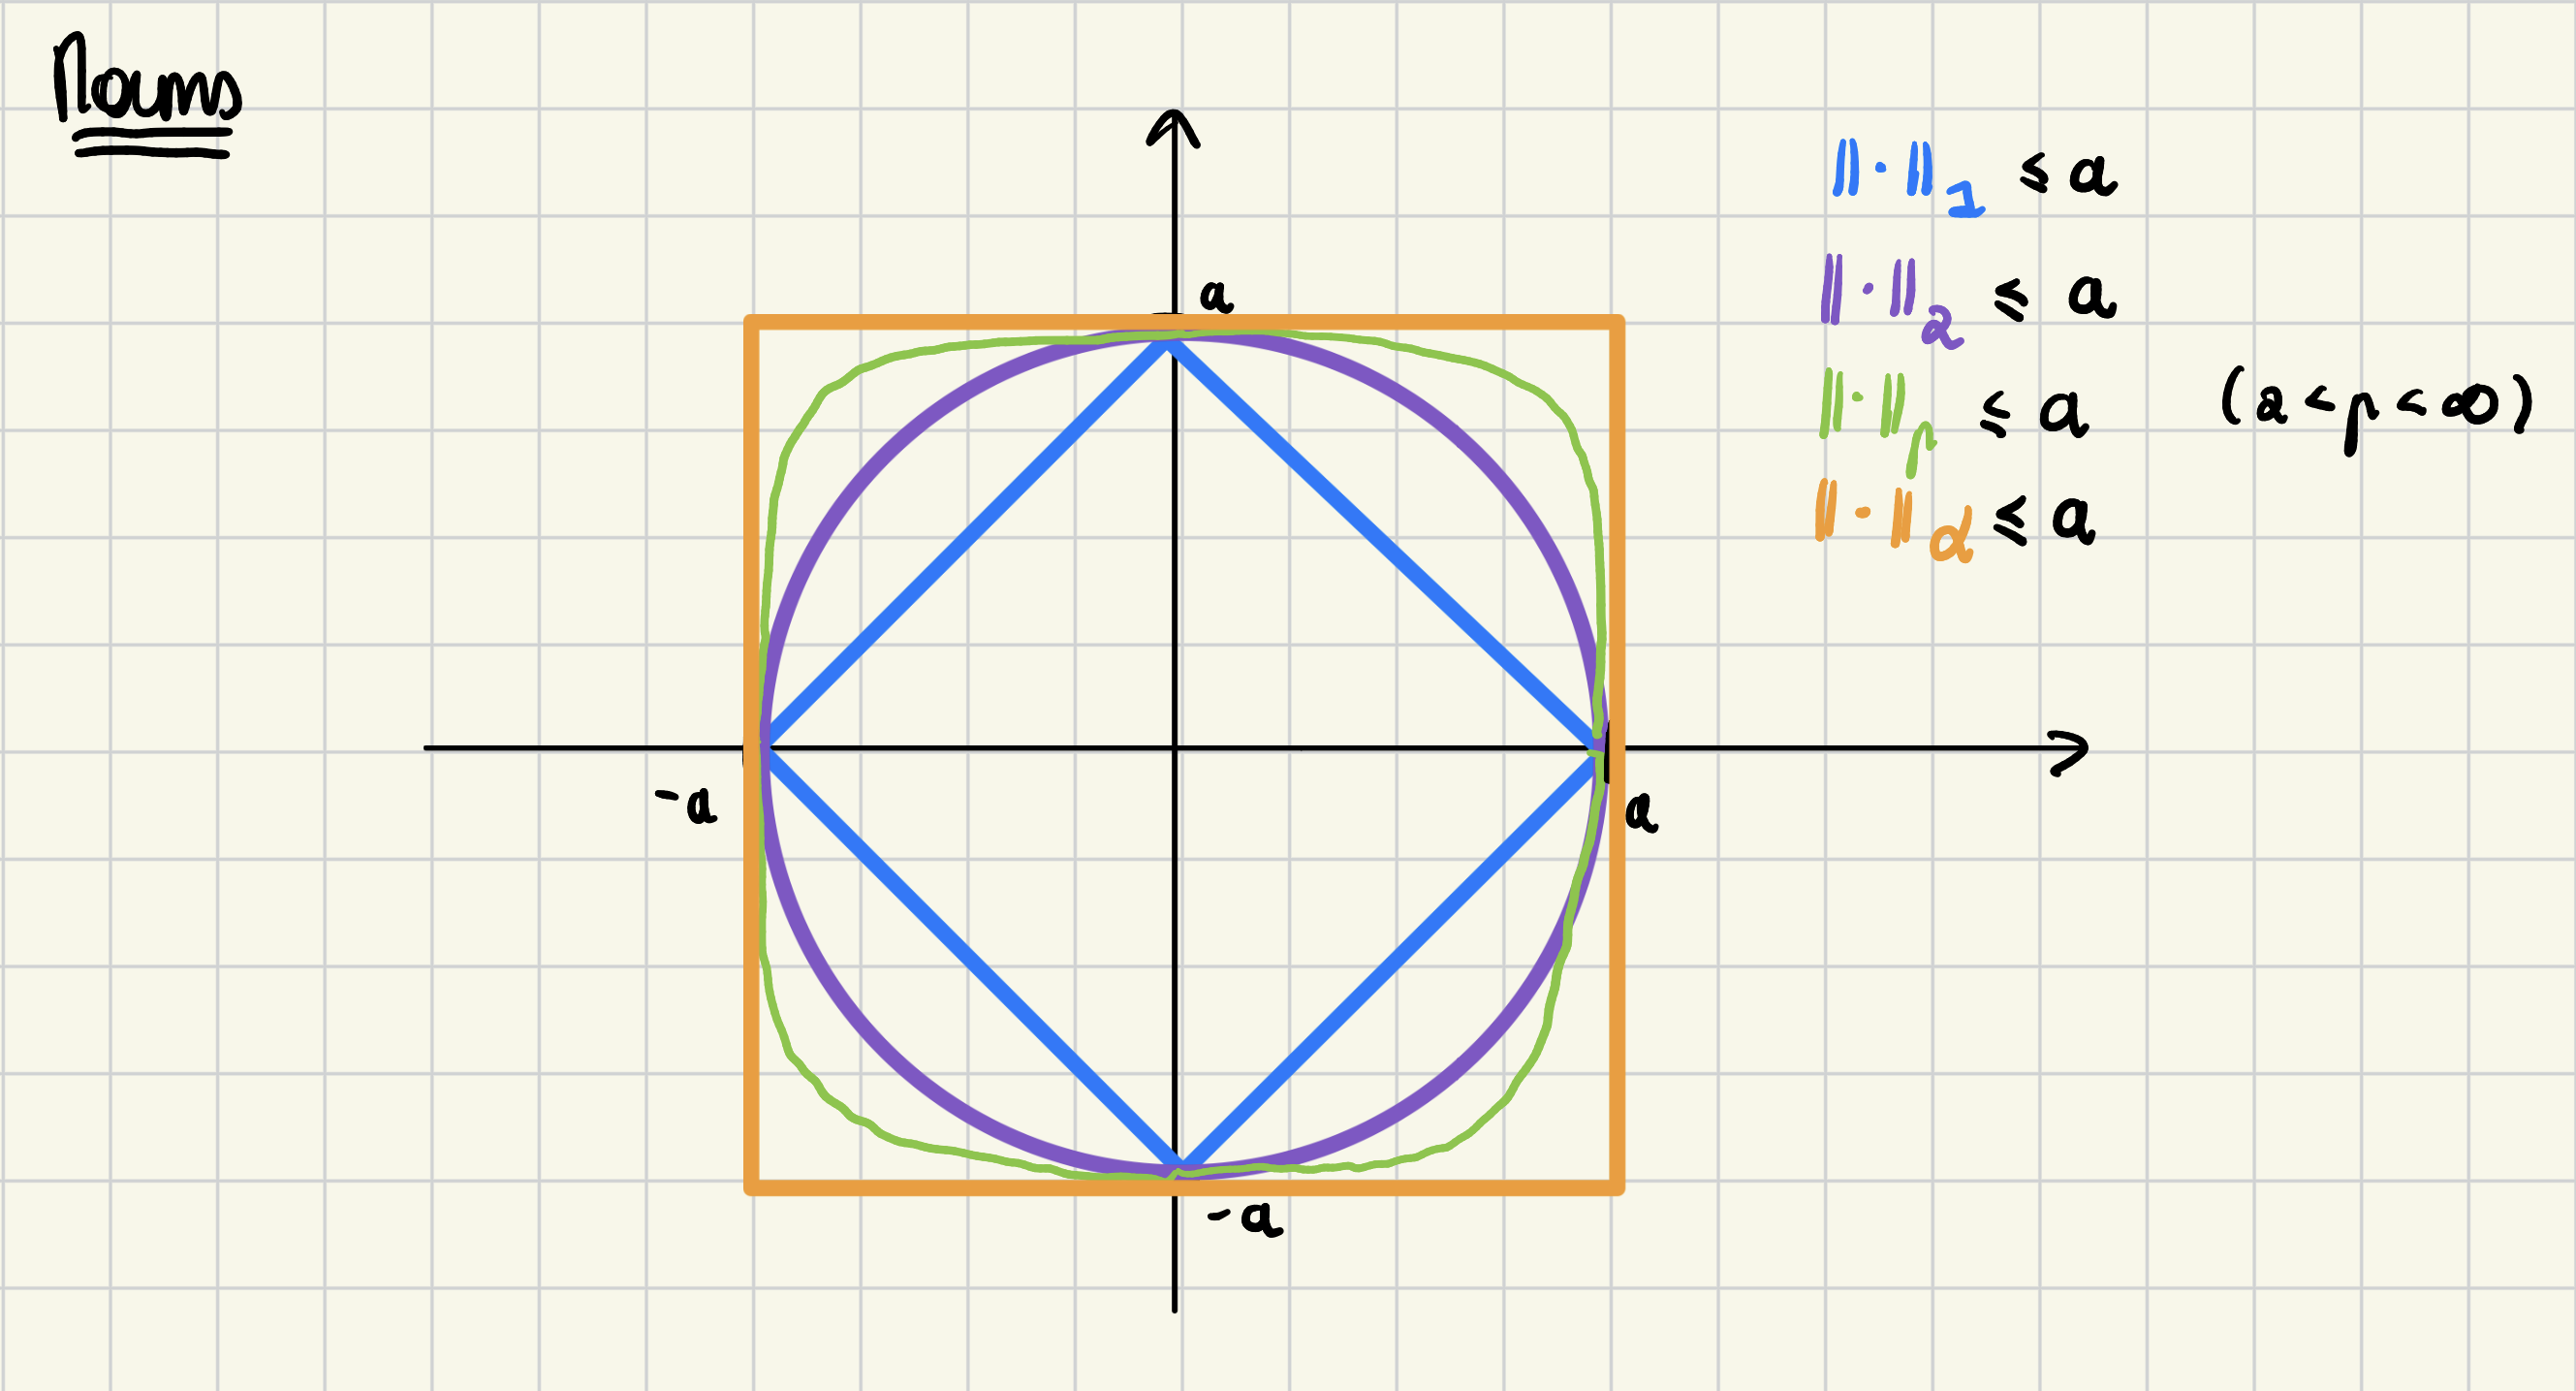 Norms
‖·‖₁ ≤ a
‖·‖₂ ≤ a
‖·‖ₚ ≤ a (2 < p < ∞)
‖·‖∞ ≤ a
a
-a
a
-a